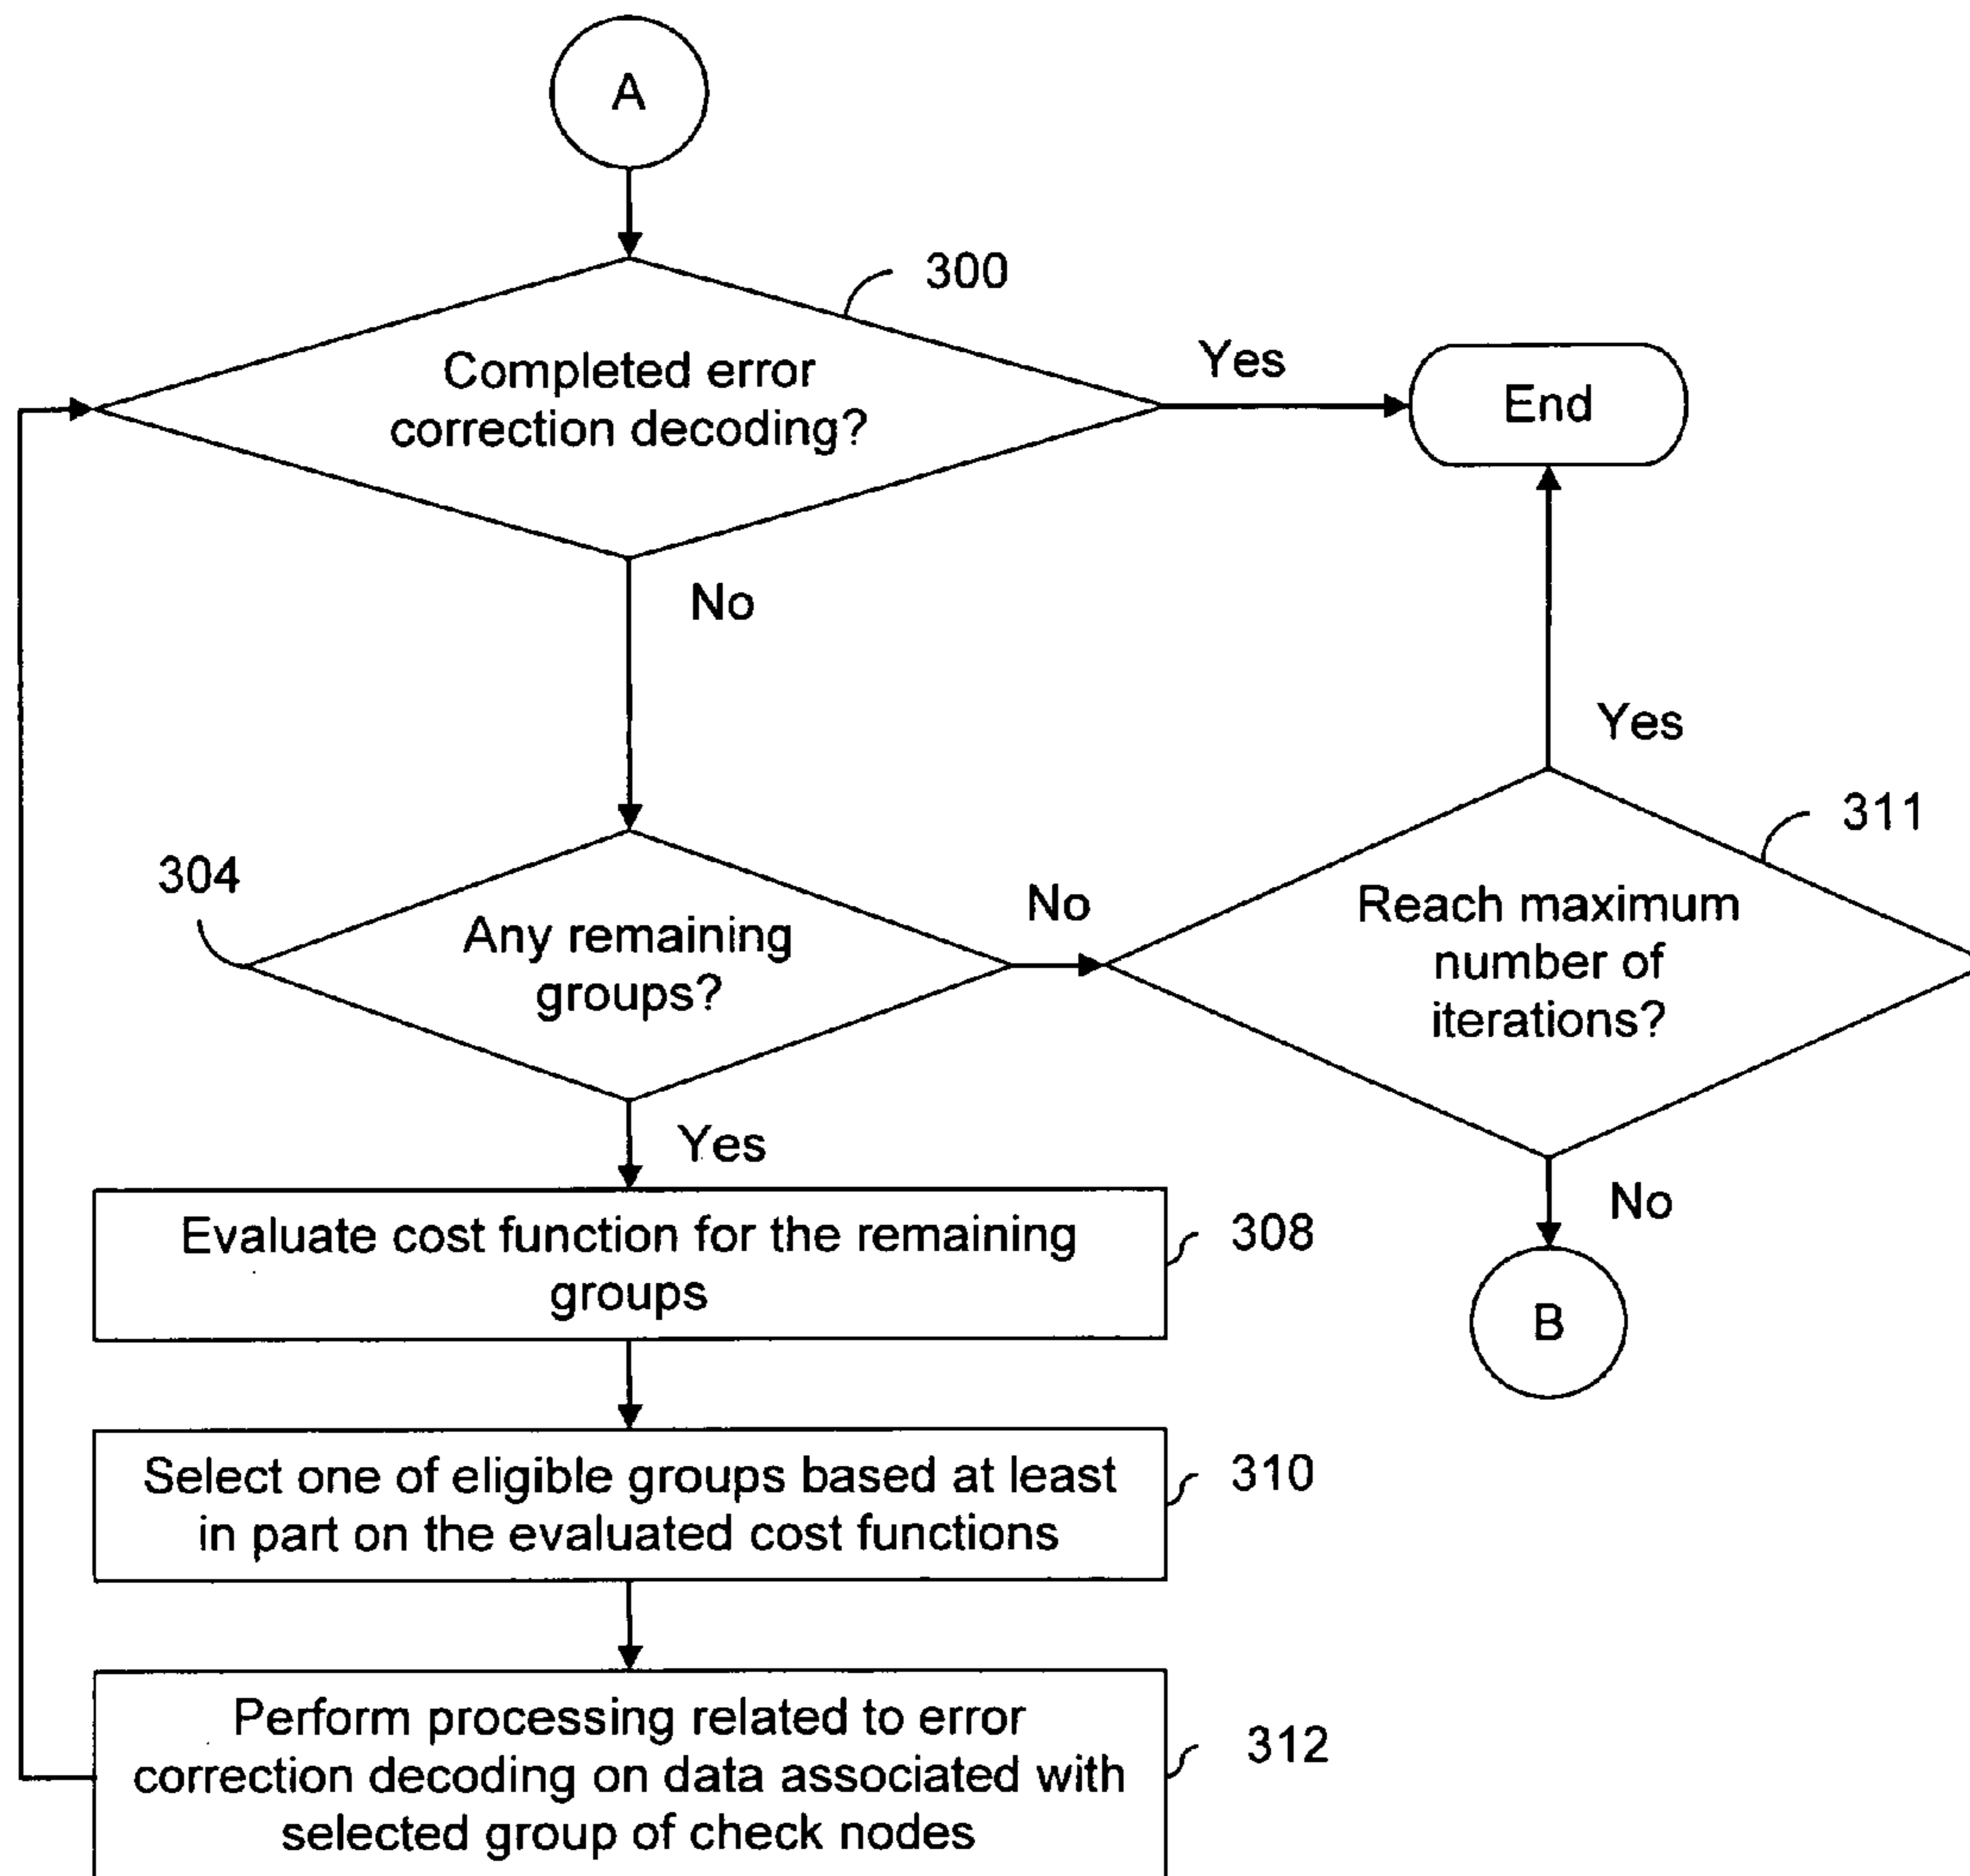 A
300
Completed error
correction decoding?
Yes
End
No
Yes
311
304
Any remaining
groups?
No
Reach maximum
number of
iterations?
Yes
No
Evaluate cost function for the remaining
groups
308
B
Select one of eligible groups based at least
in part on the evaluated cost functions
310
Perform processing related to error
correction decoding on data associated with
selected group of check nodes
312